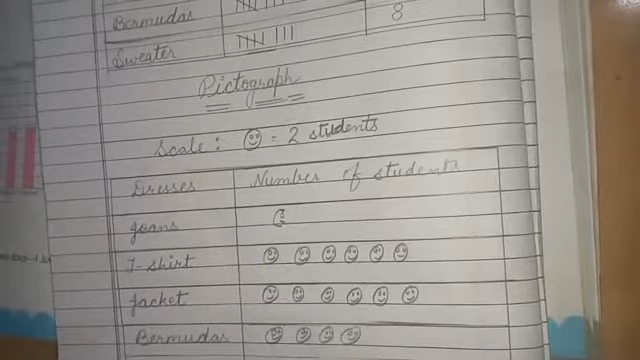 Bermudas
Sweater 8
Pictograph
Scale: = 2 students
Dresses Number of students
Jeans
T-shirt
Jacket
Bermudas